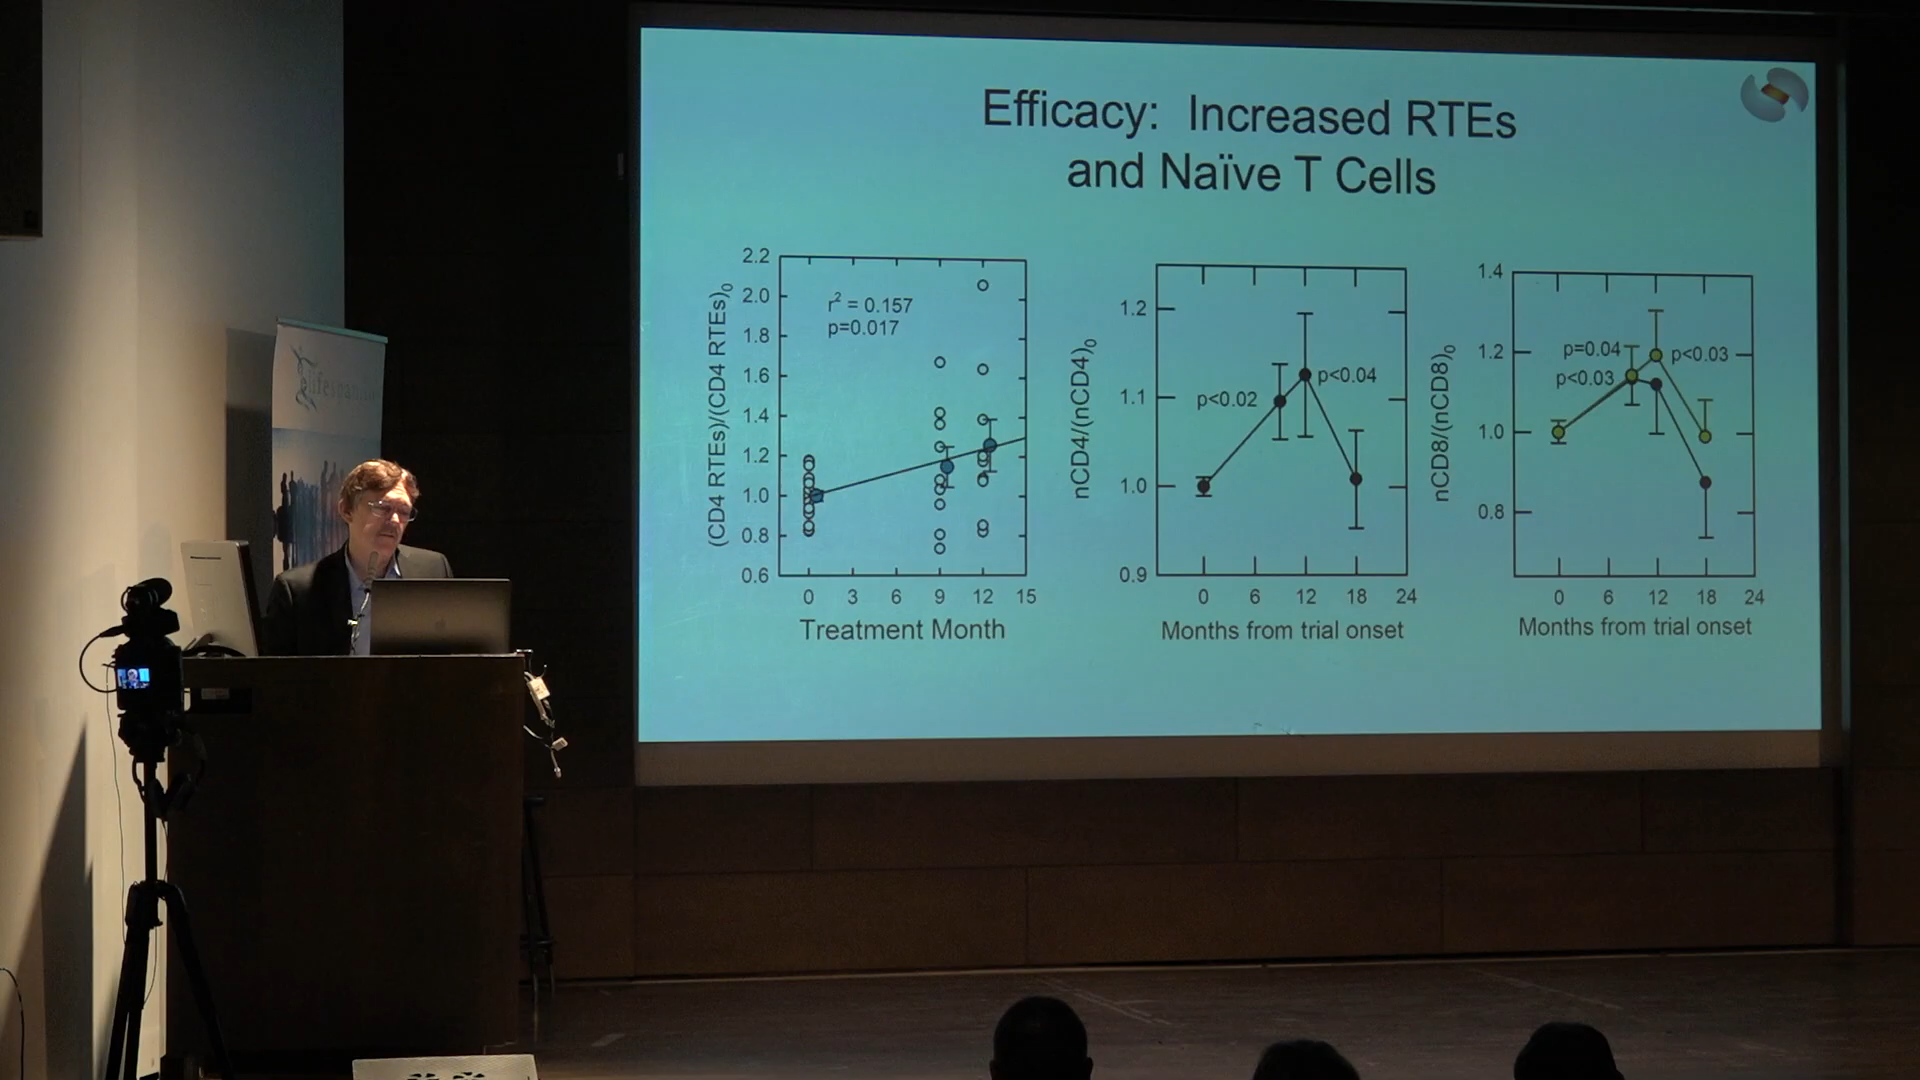 Efficacy: Increased RTEs
and Naïve T Cells
(CD4 RTEs)/(CD4 RTEs)0
2.2
2.0
1.8
1.6
1.4
1.2
1.0
0.8
0.6
r2 = 0.157
p=0.017
0 3 6 9 12 15
Treatment Month
nCD4/(nCD4)0
1.2
1.1
1.0
0.9
p<0.02
p<0.04
0 6 12 18 24
Months from trial onset
nCD8/(nCD8)0
1.4
1.2
1.0
0.8
p=0.04
p<0.03
p<0.03
0 6 12 18 24
Months from trial onset